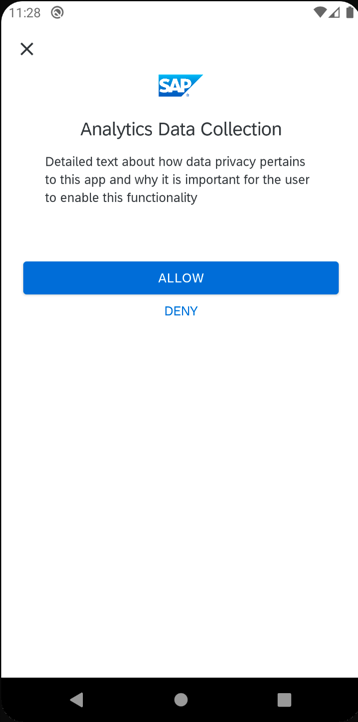 11:28
SAP
Analytics Data Collection
Detailed text about how data privacy pertains
to this app and why it is important for the user
to enable this functionality
ALLOW
DENY